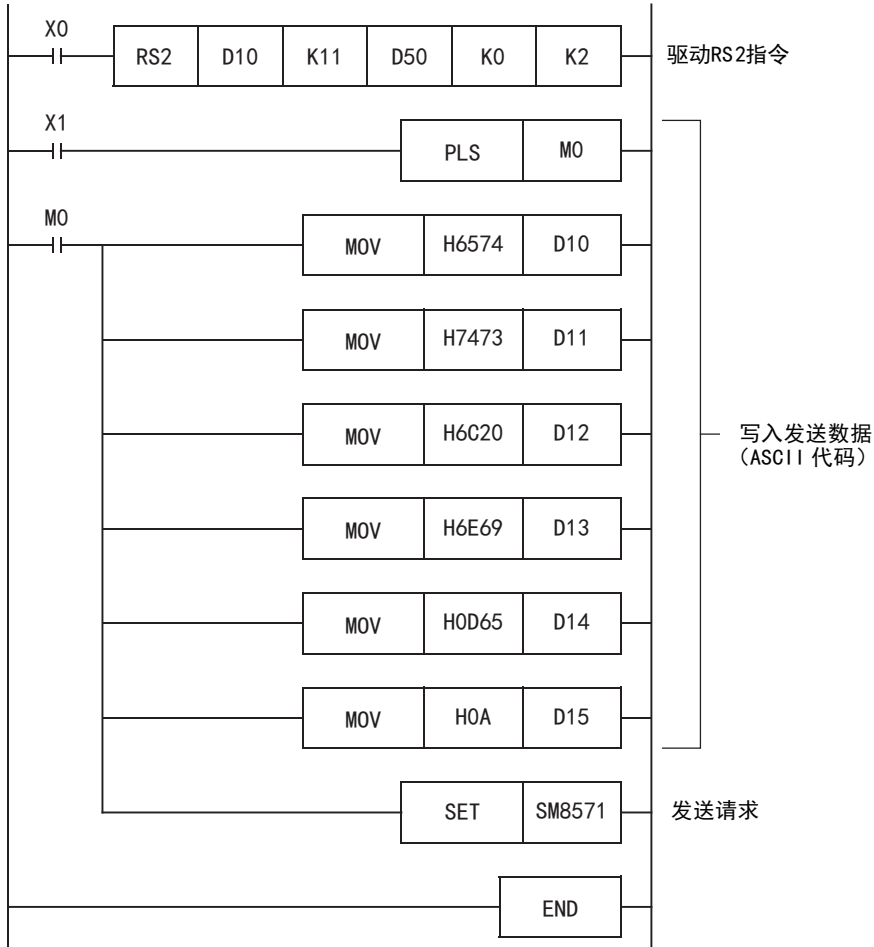 X0
RS2 D10 K11 D50 K0 K2 驱动RS2指令
X1
PLS M0
M0
MOV H6574 D10
MOV H7473 D11
MOV H6C20 D12
写入发送数据
（ASCII 代码）
MOV H6E69 D13
MOV H0D65 D14
MOV H0A D15
SET SM8571 发送请求
END